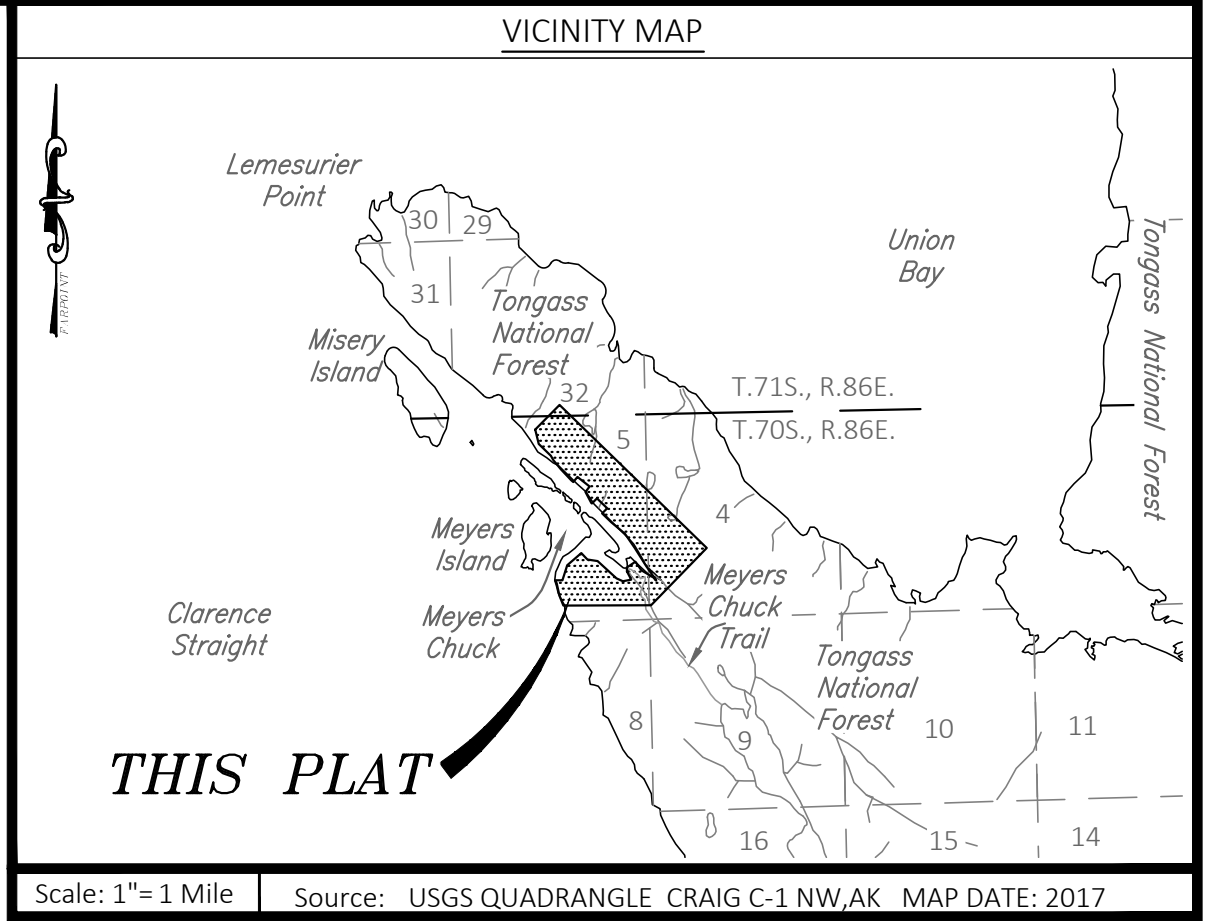 VICINITY MAP
FARPOINT
Lemesurier
Point
30
29
31
Union
Bay
Tongass
National
Forest
Misery
Island
Tongass National Forest
32
T.71S., R.86E.
T.70S., R.86E.
5
4
Meyers
Island
Meyers
Chuck
Meyers
Chuck
Trail
Clarence
Straight
Tongass
National
Forest
8
9
10
11
THIS PLAT
16
15
14
Scale: 1"= 1 Mile
Source: USGS QUADRANGLE CRAIG C-1 NW,AK MAP DATE: 2017